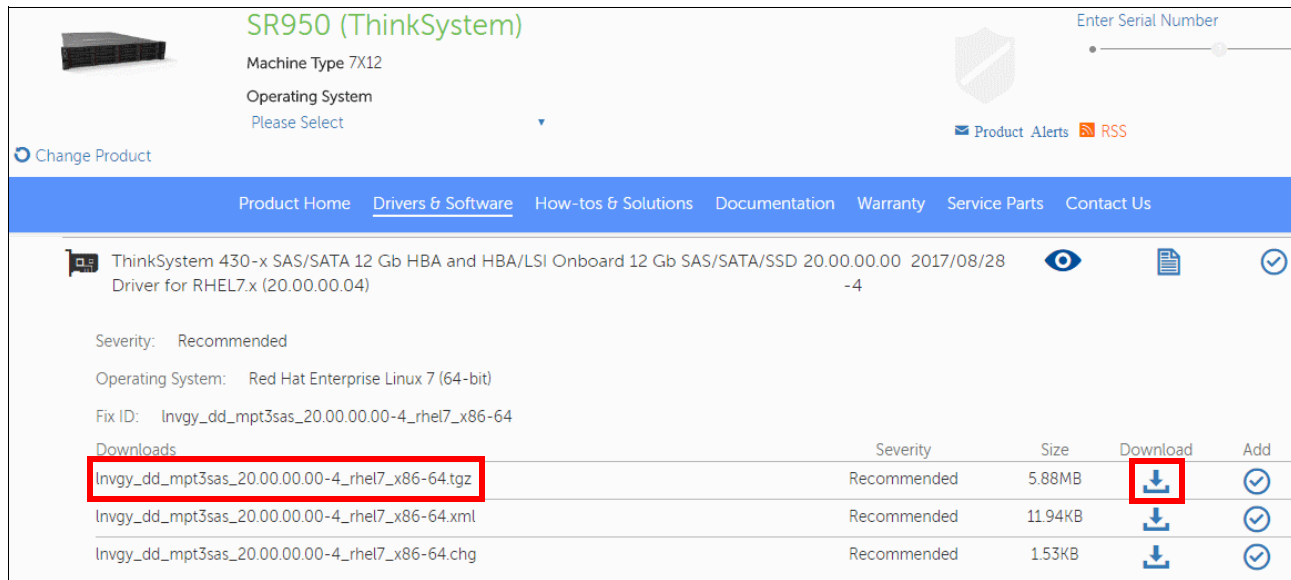 SR950 (ThinkSystem)
Enter Serial Number
Machine Type 7X12
Operating System
Please Select
Product Alerts RSS
Change Product
Product Home Drivers & Software How-tos & Solutions Documentation Warranty Service Parts Contact Us
ThinkSystem 430-x SAS/SATA 12 Gb HBA and HBA/LSI Onboard 12 Gb SAS/SATA/SSD 20.00.00.00 2017/08/28
Driver for RHEL7.x (20.00.00.04) -4
Severity: Recommended
Operating System: Red Hat Enterprise Linux 7 (64-bit)
Fix ID: lnvgy_dd_mpt3sas_20.00.00.00-4_rhel7_x86-64
Downloads Severity Size Download Add
lnvgy_dd_mpt3sas_20.00.00.00-4_rhel7_x86-64.tgz Recommended 5.88MB
lnvgy_dd_mpt3sas_20.00.00.00-4_rhel7_x86-64.xml Recommended 11.94KB
lnvgy_dd_mpt3sas_20.00.00.00-4_rhel7_x86-64.chg Recommended 1.53KB